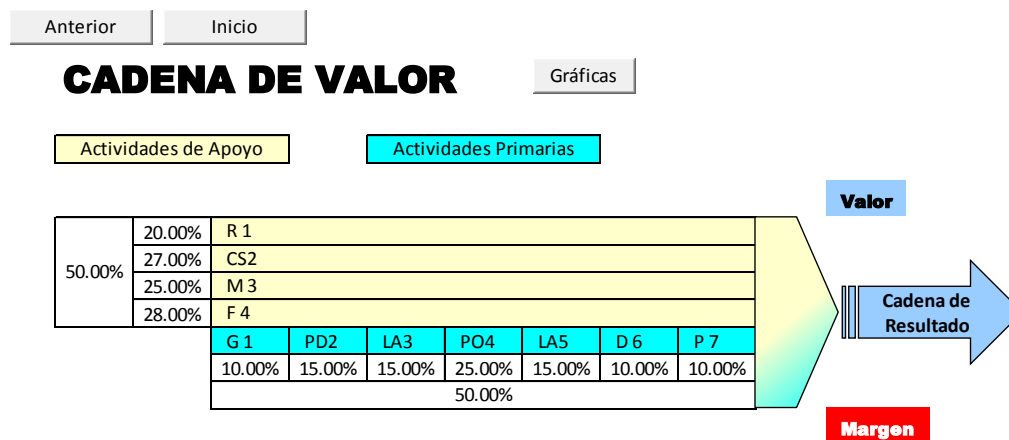 Anterior
Inicio
CADENA DE VALOR
Gráficas
Actividades de Apoyo
Actividades Primarias
Valor
50.00%
20.00% R 1
27.00% CS2
25.00% M 3
28.00% F 4
G 1 PD2 LA3 PO4 LA5 D 6 P 7
10.00% 15.00% 15.00% 25.00% 15.00% 10.00% 10.00%
50.00%
Cadena de
Resultado
Margen